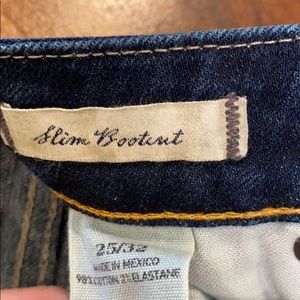 Slim Bootcut
25/32
MADE IN MEXICO
98% COTTON 2% ELASTANE